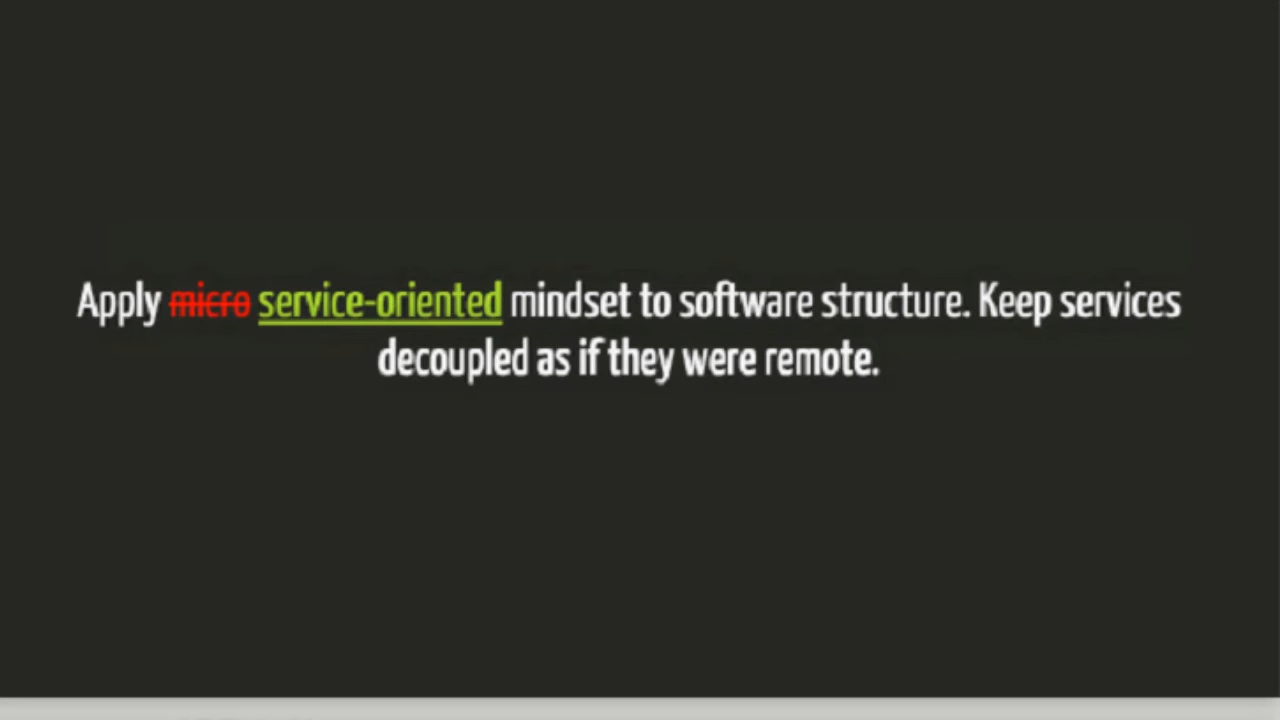 Apply micro service-oriented mindset to software structure. Keep services
decoupled as if they were remote.